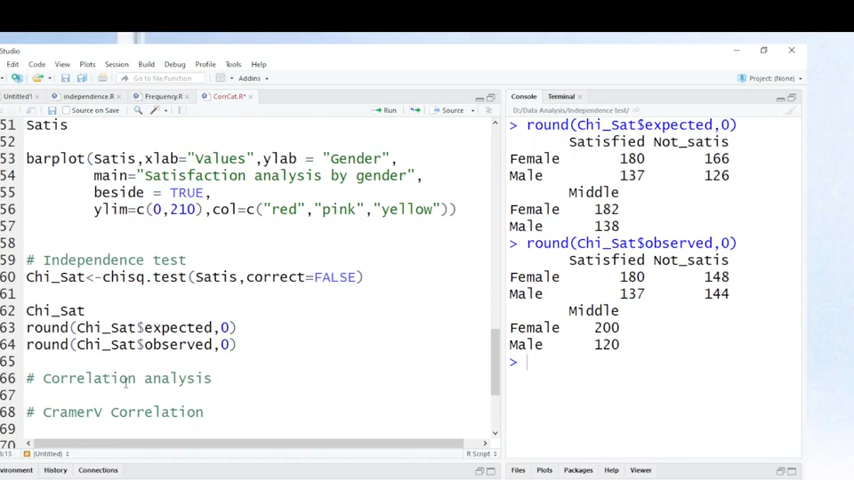 Studio
Edit Code View Plots Session Build Debug Profile Tools Help
Go to file/function Addins Project: (None)
Untitled1 independence.R Frequency.R CorrCat.R*
Source on Save Run Source
51 Satis
52
53 barplot(Satis,xlab="Values",ylab = "Gender",
54 main="Satisfaction analysis by gender",
55 beside = TRUE,
56 ylim=c(0,210),col=c("red","pink","yellow"))
57
58
59 # Independence test
60 Chi_Sat<-chisq.test(Satis,correct=FALSE)
61
62 Chi_Sat
63 round(Chi_Sat$expected,0)
64 round(Chi_Sat$observed,0)
65
66 # Correlation analysis
67
68 # CramerV Correlation
69
70
(Untitled) R Script
Environment History Connections
Console Terminal
D:/Data Analysis/Independence test/
> round(Chi_Sat$expected,0)
Satisfied Not_satis
Female 180 166
Male 137 126
Middle
Female 182
Male 138
> round(Chi_Sat$observed,0)
Satisfied Not_satis
Female 180 148
Male 137 144
Middle
Female 200
Male 120
>
Files Plots Packages Help Viewer